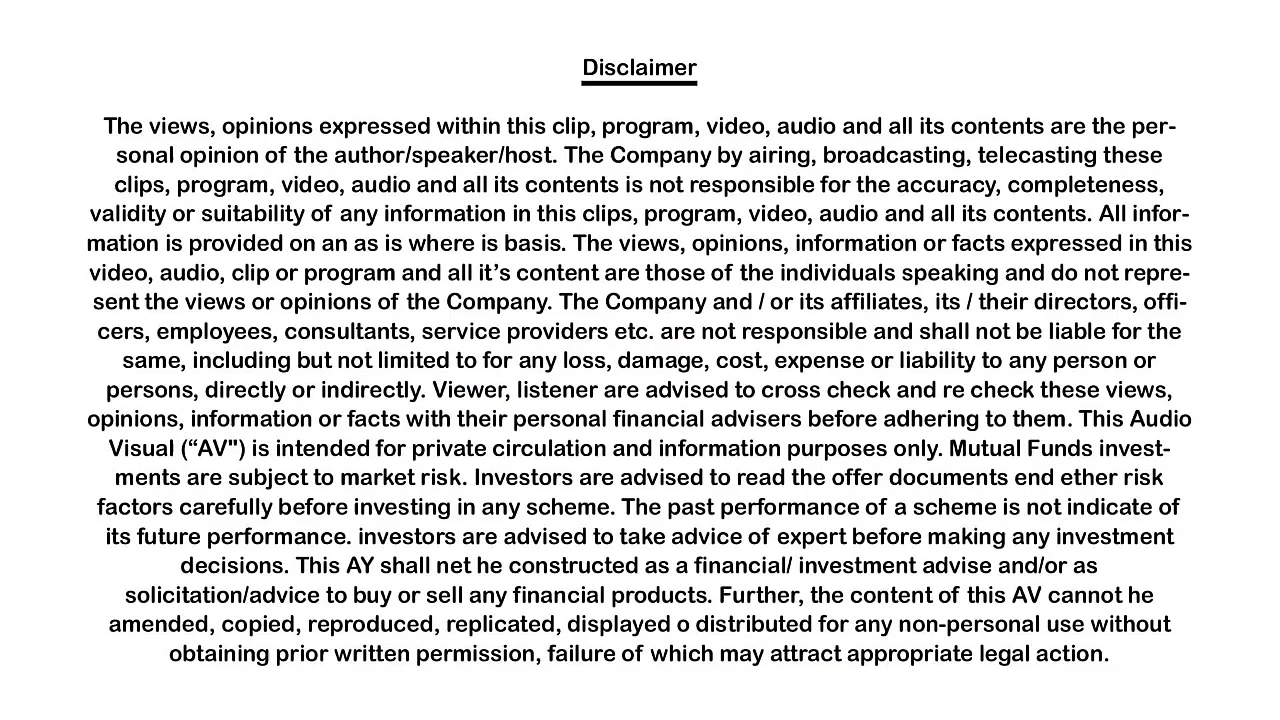 Disclaimer
The views, opinions expressed within this clip, program, video, audio and all its contents are the per-
sonal opinion of the author/speaker/host. The Company by airing, broadcasting, telecasting these
clips, program, video, audio and all its contents is not responsible for the accuracy, completeness,
validity or suitability of any information in this clips, program, video, audio and all its contents. All infor-
mation is provided on an as is where is basis. The views, opinions, information or facts expressed in this
video, audio, clip or program and all it’s content are those of the individuals speaking and do not repre-
sent the views or opinions of the Company. The Company and / or its affiliates, its / their directors, offi-
cers, employees, consultants, service providers etc. are not responsible and shall not be liable for the
same, including but not limited to for any loss, damage, cost, expense or liability to any person or
persons, directly or indirectly. Viewer, listener are advised to cross check and re check these views,
opinions, information or facts with their personal financial advisers before adhering to them. This Audio
Visual (“AV") is intended for private circulation and information purposes only. Mutual Funds invest-
ments are subject to market risk. Investors are advised to read the offer documents end ether risk
factors carefully before investing in any scheme. The past performance of a scheme is not indicate of
its future performance. investors are advised to take advice of expert before making any investment
decisions. This AY shall net he constructed as a financial/ investment advise and/or as
solicitation/advice to buy or sell any financial products. Further, the content of this AV cannot he
amended, copied, reproduced, replicated, displayed o distributed for any non-personal use without
obtaining prior written permission, failure of which may attract appropriate legal action.